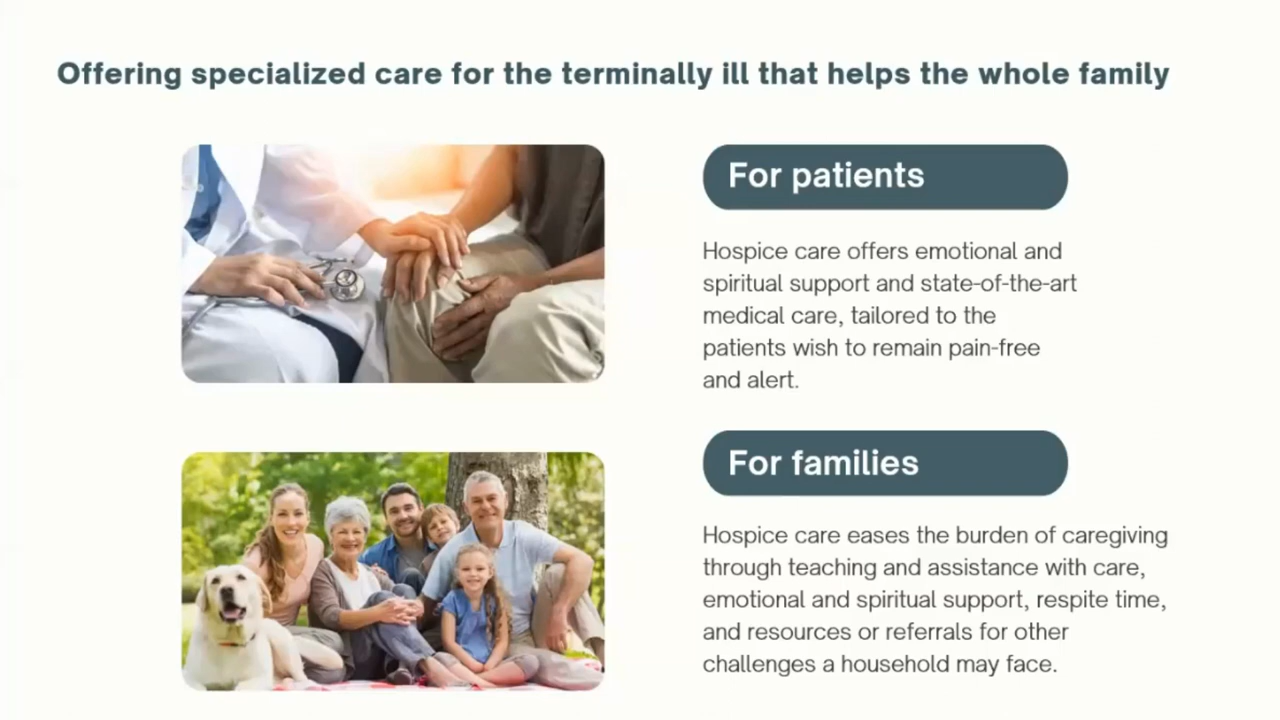 Offering specialized care for the terminally ill that helps the whole family
For patients
Hospice care offers emotional and
spiritual support and state-of-the-art
medical care, tailored to the
patients wish to remain pain-free
and alert.
For families
Hospice care eases the burden of caregiving
through teaching and assistance with care,
emotional and spiritual support, respite time,
and resources or referrals for other
challenges a household may face.